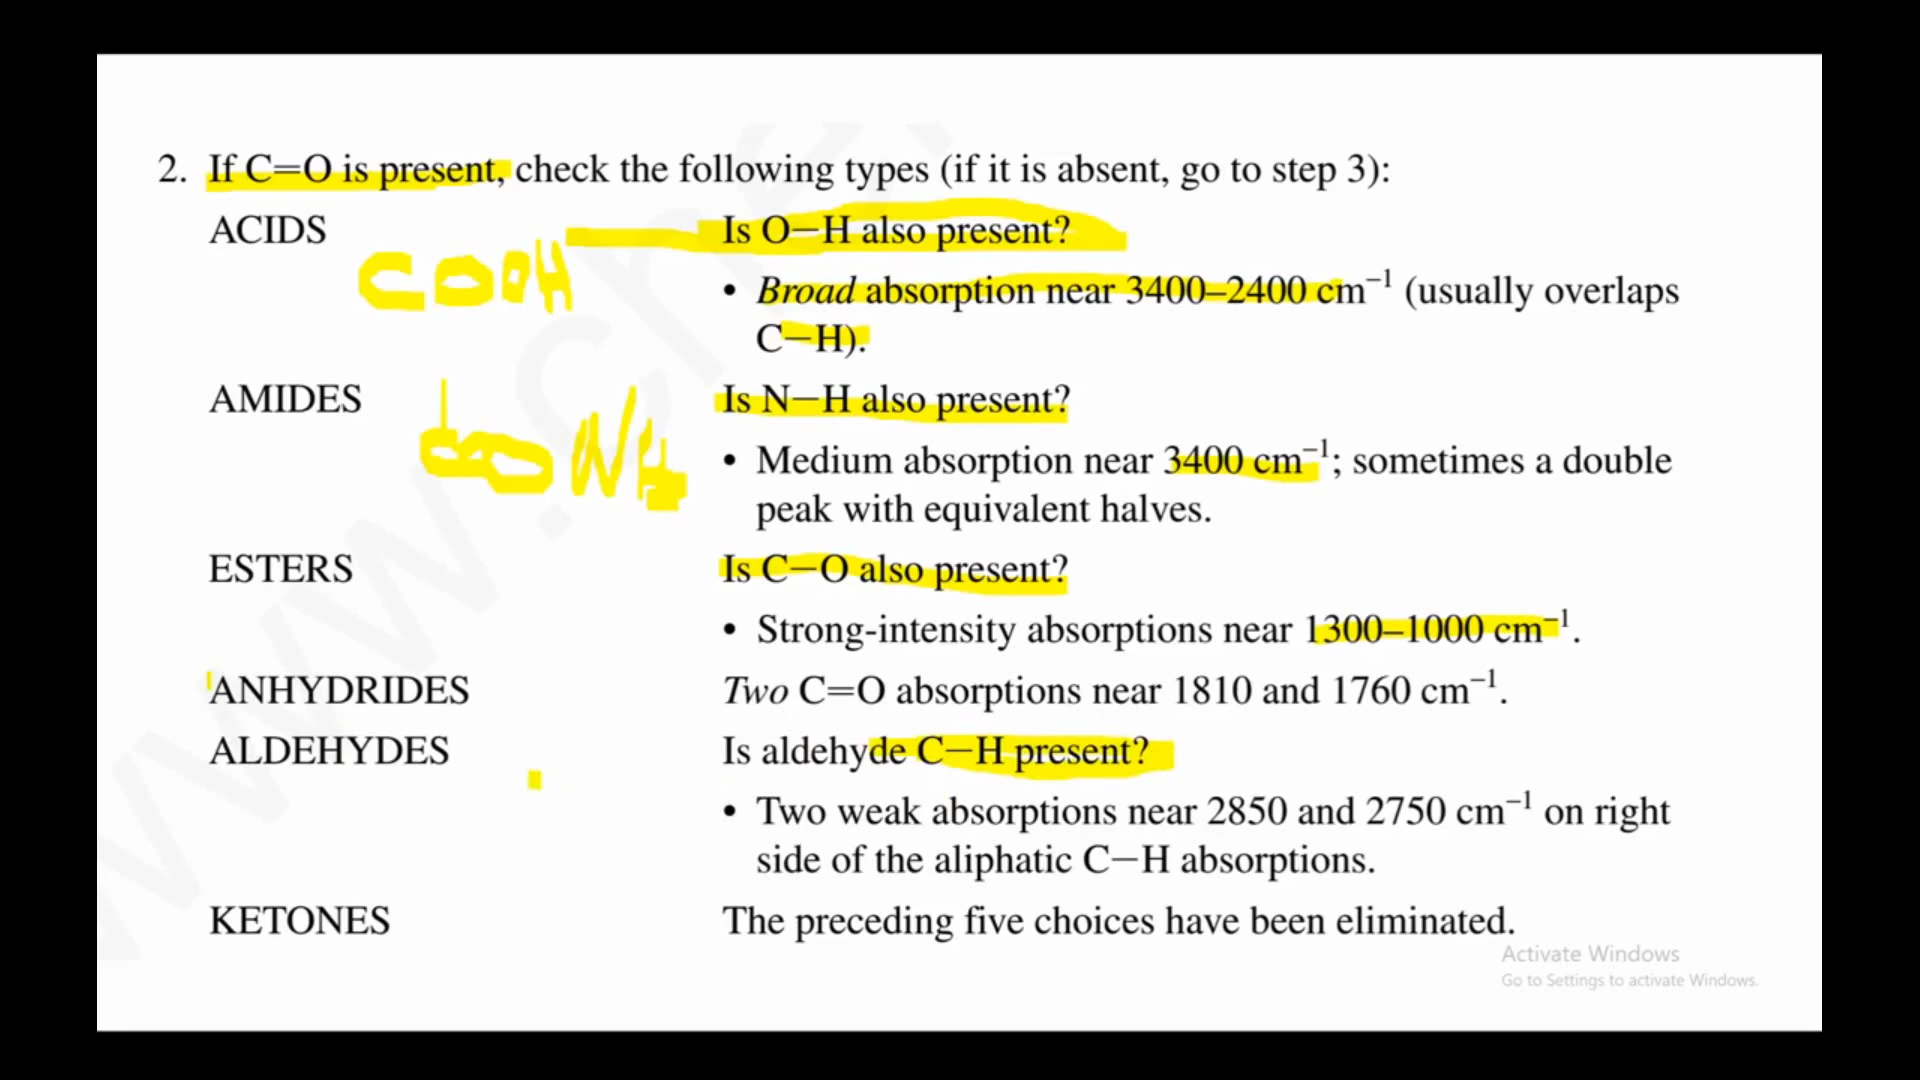 2. If C=O is present, check the following types (if it is absent, go to step 3):
ACIDS Is O–H also present?
COOH
• Broad absorption near 3400–2400 cm⁻¹ (usually overlaps
C–H).
AMIDES Is N–H also present?
• Medium absorption near 3400 cm⁻¹; sometimes a double
peak with equivalent halves.
ESTERS Is C–O also present?
• Strong-intensity absorptions near 1300–1000 cm⁻¹.
ANHYDRIDES Two C=O absorptions near 1810 and 1760 cm⁻¹.
ALDEHYDES Is aldehyde C–H present?
• Two weak absorptions near 2850 and 2750 cm⁻¹ on right
side of the aliphatic C–H absorptions.
KETONES The preceding five choices have been eliminated.
Activate Windows
Go to Settings to activate Windows.